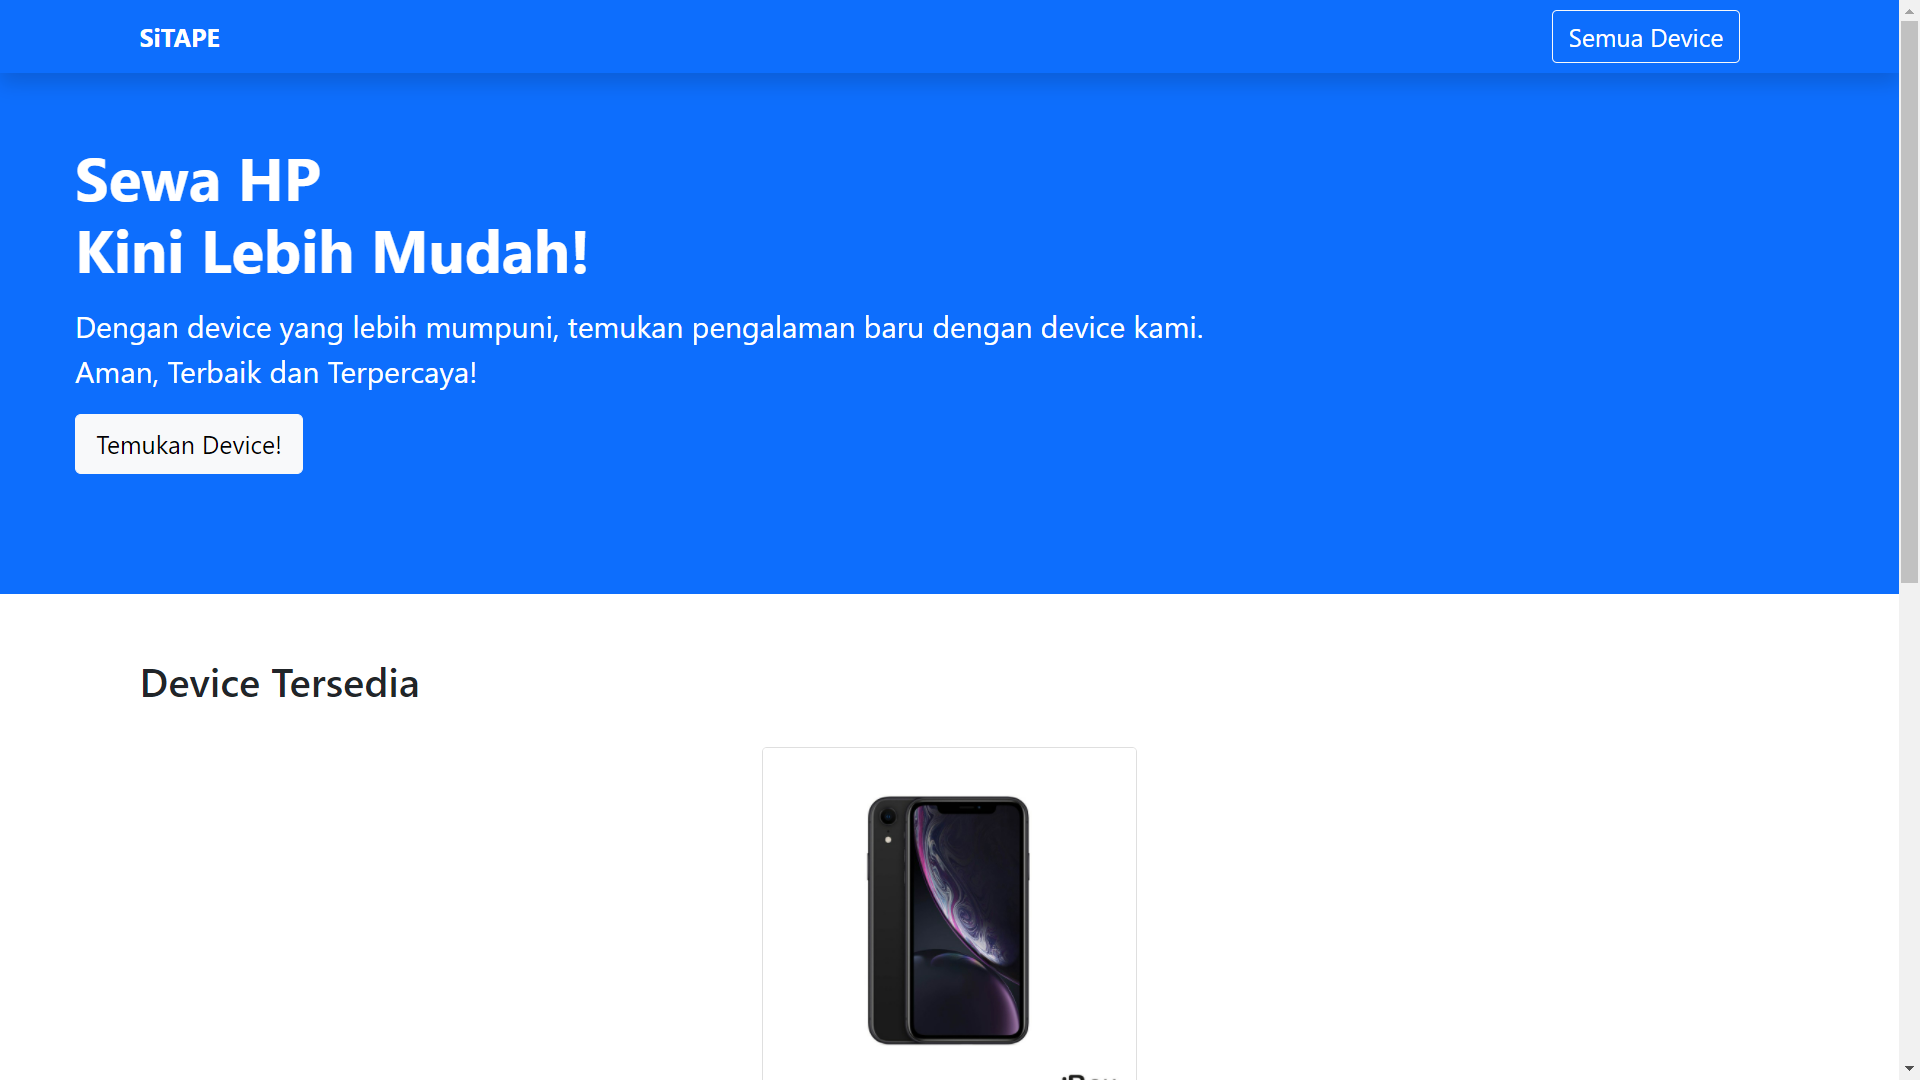 SiTAPE
Semua Device
Sewa HP
Kini Lebih Mudah!
Dengan device yang lebih mumpuni, temukan pengalaman baru dengan device kami.
Aman, Terbaik dan Terpercaya!
Temukan Device!
Device Tersedia